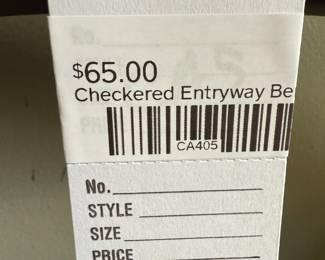 $65.00
Checkered Entryway Be
CA405
No.
STYLE
SIZE
PRICE